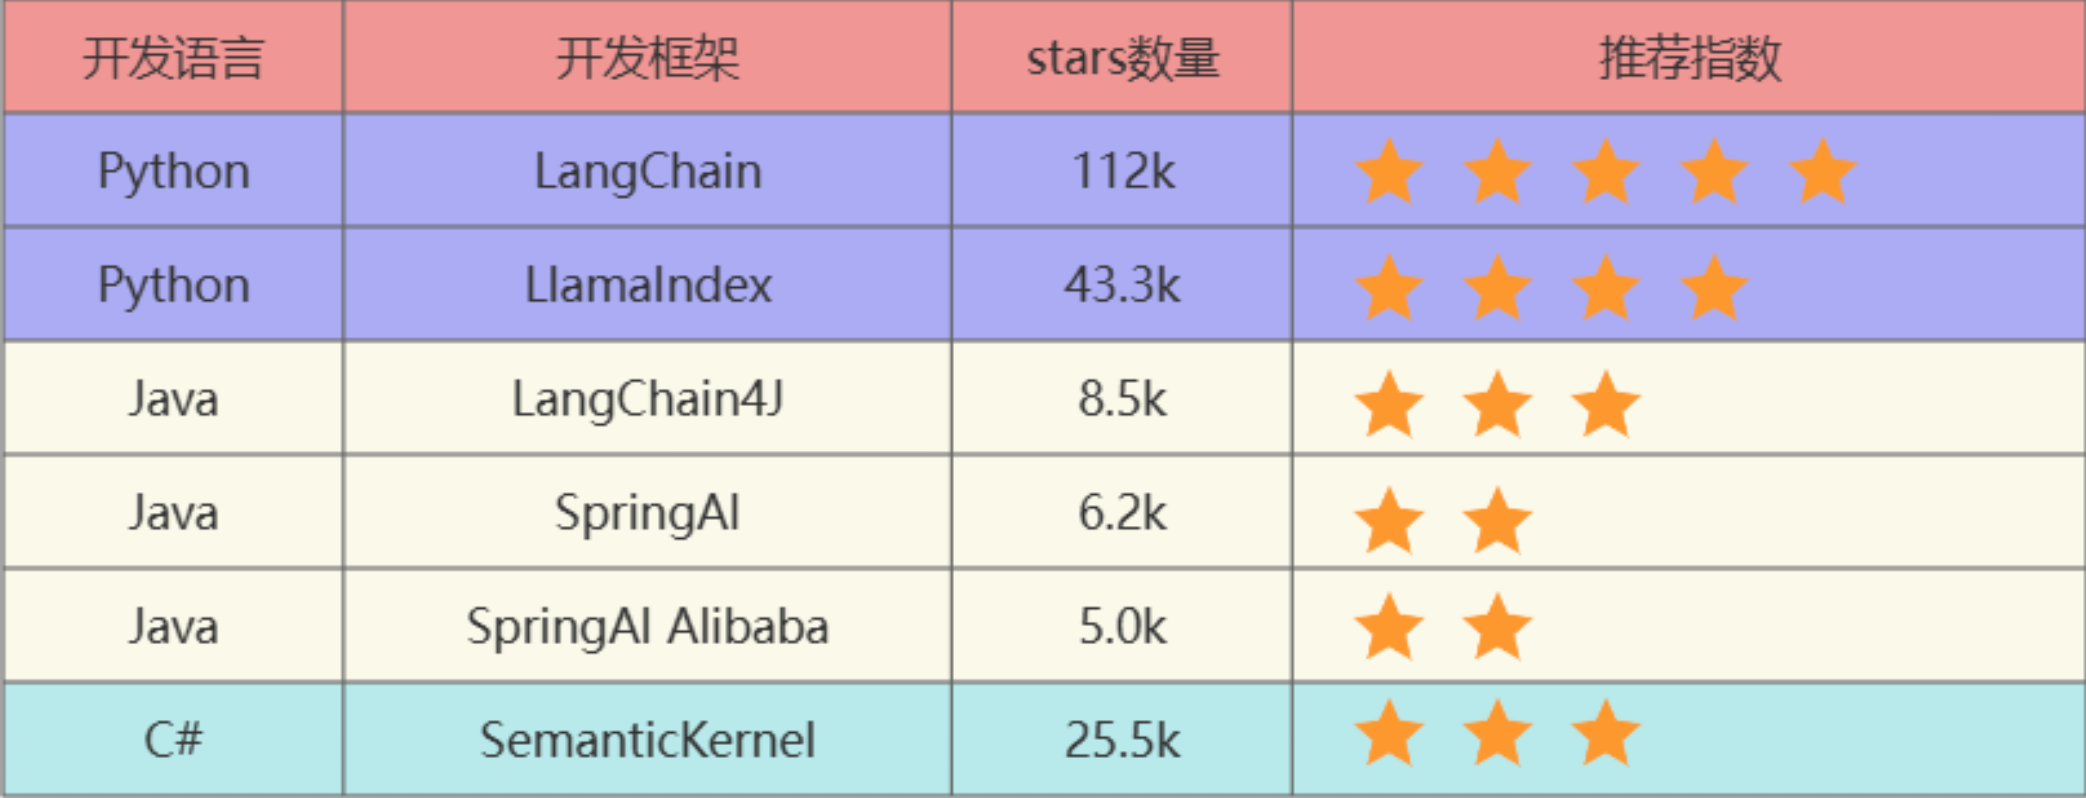 开发语言 开发框架 stars数量 推荐指数
Python LangChain 112k
Python LlamaIndex 43.3k
Java LangChain4J 8.5k
Java SpringAI 6.2k
Java SpringAI Alibaba 5.0k
C# SemanticKernel 25.5k